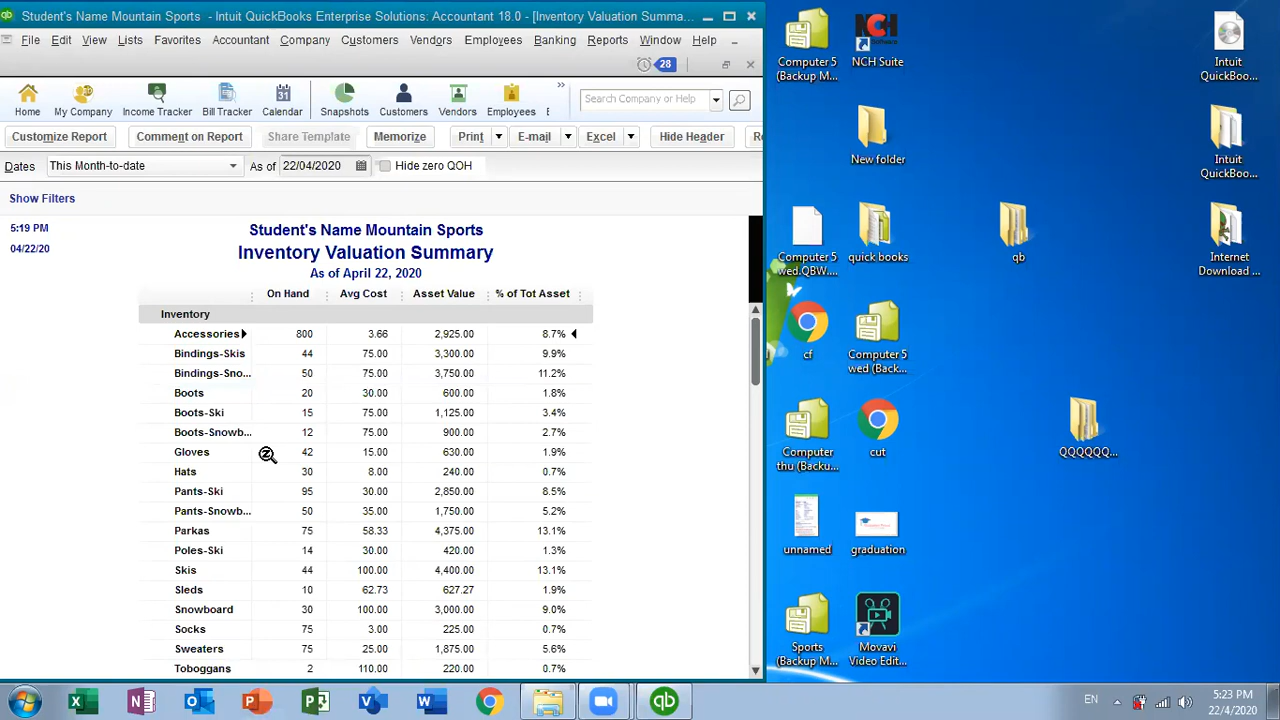 Student's Name Mountain Sports - Intuit QuickBooks Enterprise Solutions: Accountant 18.0 - [Inventory Valuation Summa...
File Edit View Lists Favorites Accountant Company Customers Vendors Employees Banking Reports Window Help
28
Home My Company Income Tracker Bill Tracker Calendar Snapshots Customers Vendors Employees
Search Company or Help
Customize Report Comment on Report Share Template Memorize Print E-mail Excel Hide Header Re
Dates This Month-to-date As of 22/04/2020 Hide zero QOH
Show Filters
5:19 PM
04/22/20
Student's Name Mountain Sports
Inventory Valuation Summary
As of April 22, 2020
On Hand Avg Cost Asset Value % of Tot Asset
Inventory
Accessories 800 3.66 2,925.00 8.7%
Bindings-Skis 44 75.00 3,300.00 9.9%
Bindings-Sno... 50 75.00 3,750.00 11.2%
Boots 20 30.00 600.00 1.8%
Boots-Ski 15 75.00 1,125.00 3.4%
Boots-Snowb... 12 75.00 900.00 2.7%
Gloves 42 15.00 630.00 1.9%
Hats 30 8.00 240.00 0.7%
Pants-Ski 95 30.00 2,850.00 8.5%
Pants-Snowb... 50 35.00 1,750.00 5.2%
Parkas 75 58.33 4,375.00 13.1%
Poles-Ski 14 30.00 420.00 1.3%
Skis 44 100.00 4,400.00 13.1%
Sleds 10 62.73 627.27 1.9%
Snowboard 30 100.00 3,000.00 9.0%
Socks 75 3.00 225.00 0.7%
Sweaters 75 25.00 1,875.00 5.6%
Toboggans 2 110.00 220.00 0.7%
Computer 5
(Backup M...
NCH Suite
Intuit
QuickBoo...
New folder
Intuit
QuickBoo...
Computer 5
wed.QBW....
quick books
qb
Internet
Download ...
cf
Computer 5
wed (Back...
Computer
thu (Backu...
cut
QQQQQQ...
unnamed
graduation
Sports
(Backup M...
Movavi
Video Edit...
EN
5:23 PM
22/4/2020